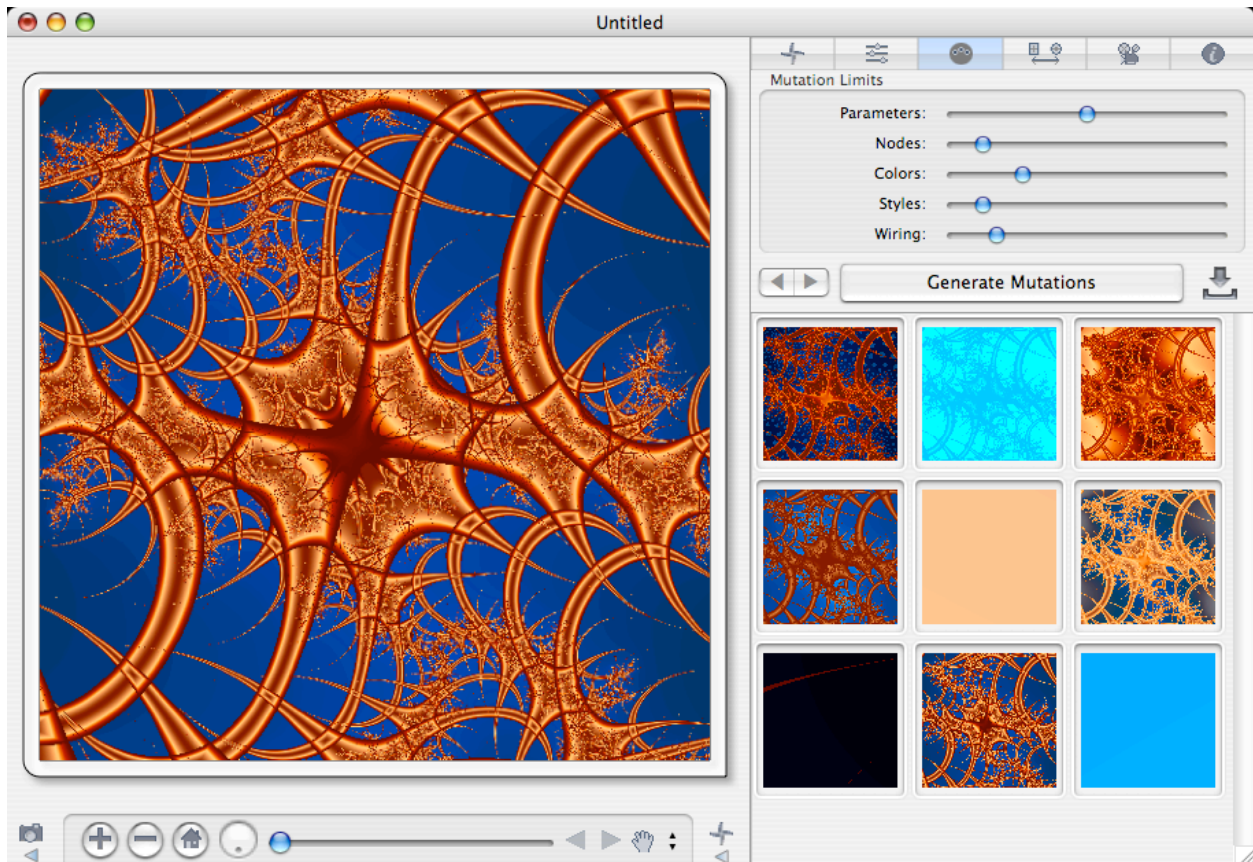 Untitled
Mutation Limits
Parameters:
Nodes:
Colors:
Styles:
Wiring:
Generate Mutations